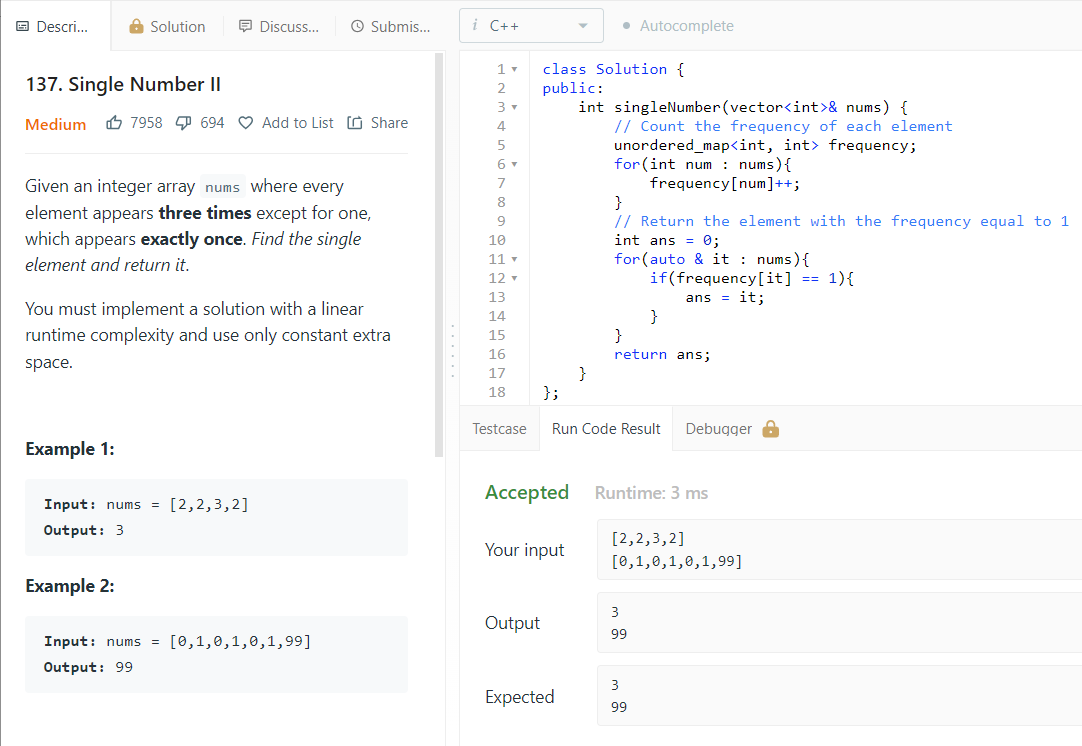 Descri...
Solution
Discuss...
Submis...
137. Single Number II
Medium 7958 694 Add to List Share
Given an integer array nums where every
element appears three times except for one,
which appears exactly once. Find the single
element and return it.
You must implement a solution with a linear
runtime complexity and use only constant extra
space.
Example 1:
Input: nums = [2,2,3,2]
Output: 3
Example 2:
Input: nums = [0,1,0,1,0,1,99]
Output: 99
i C++
Autocomplete
1 class Solution {
2 public:
3     int singleNumber(vector<int>& nums) {
4         // Count the frequency of each element
5         unordered_map<int, int> frequency;
6         for(int num : nums){
7             frequency[num]++;
8         }
9         // Return the element with the frequency equal to 1
10         int ans = 0;
11         for(auto & it : nums){
12             if(frequency[it] == 1){
13                 ans = it;
14             }
15         }
16         return ans;
17     }
18 };
Testcase
Run Code Result
Debugger
Accepted Runtime: 3 ms
Your input
[2,2,3,2]
[0,1,0,1,0,1,99]
Output
3
99
Expected
3
99